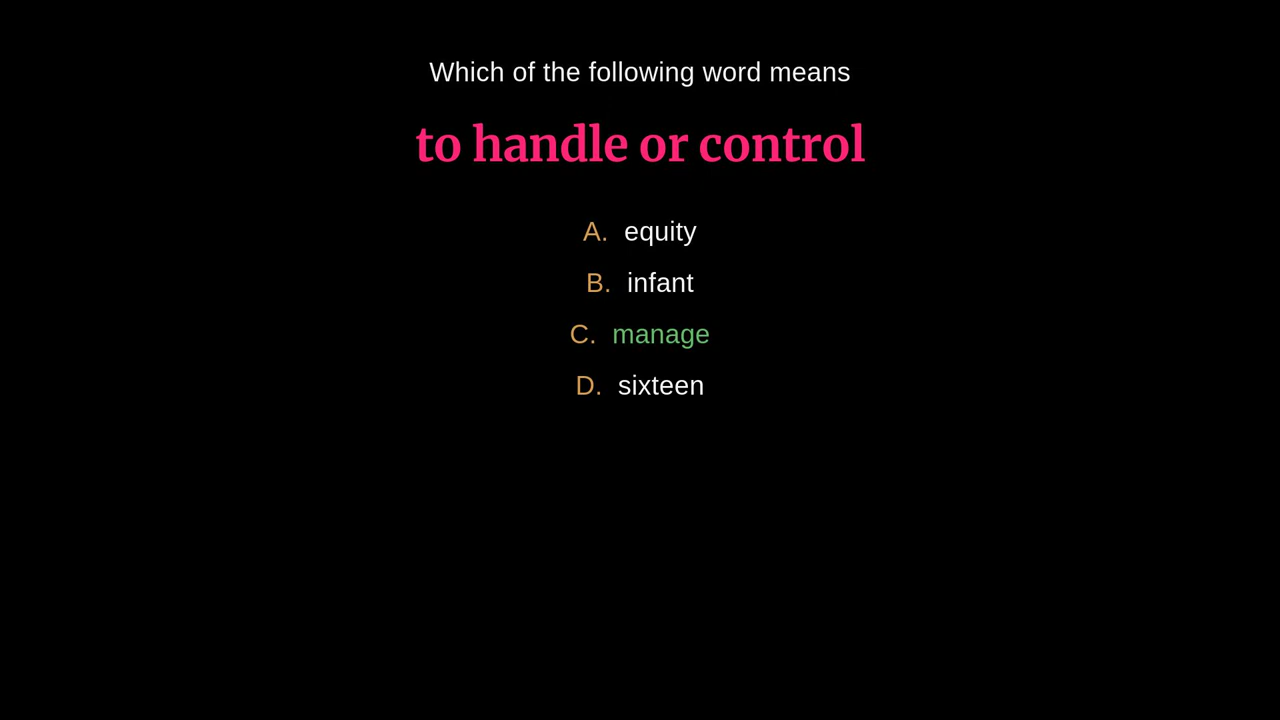 Which of the following word means
to handle or control
A. equity
B. infant
C. manage
D. sixteen